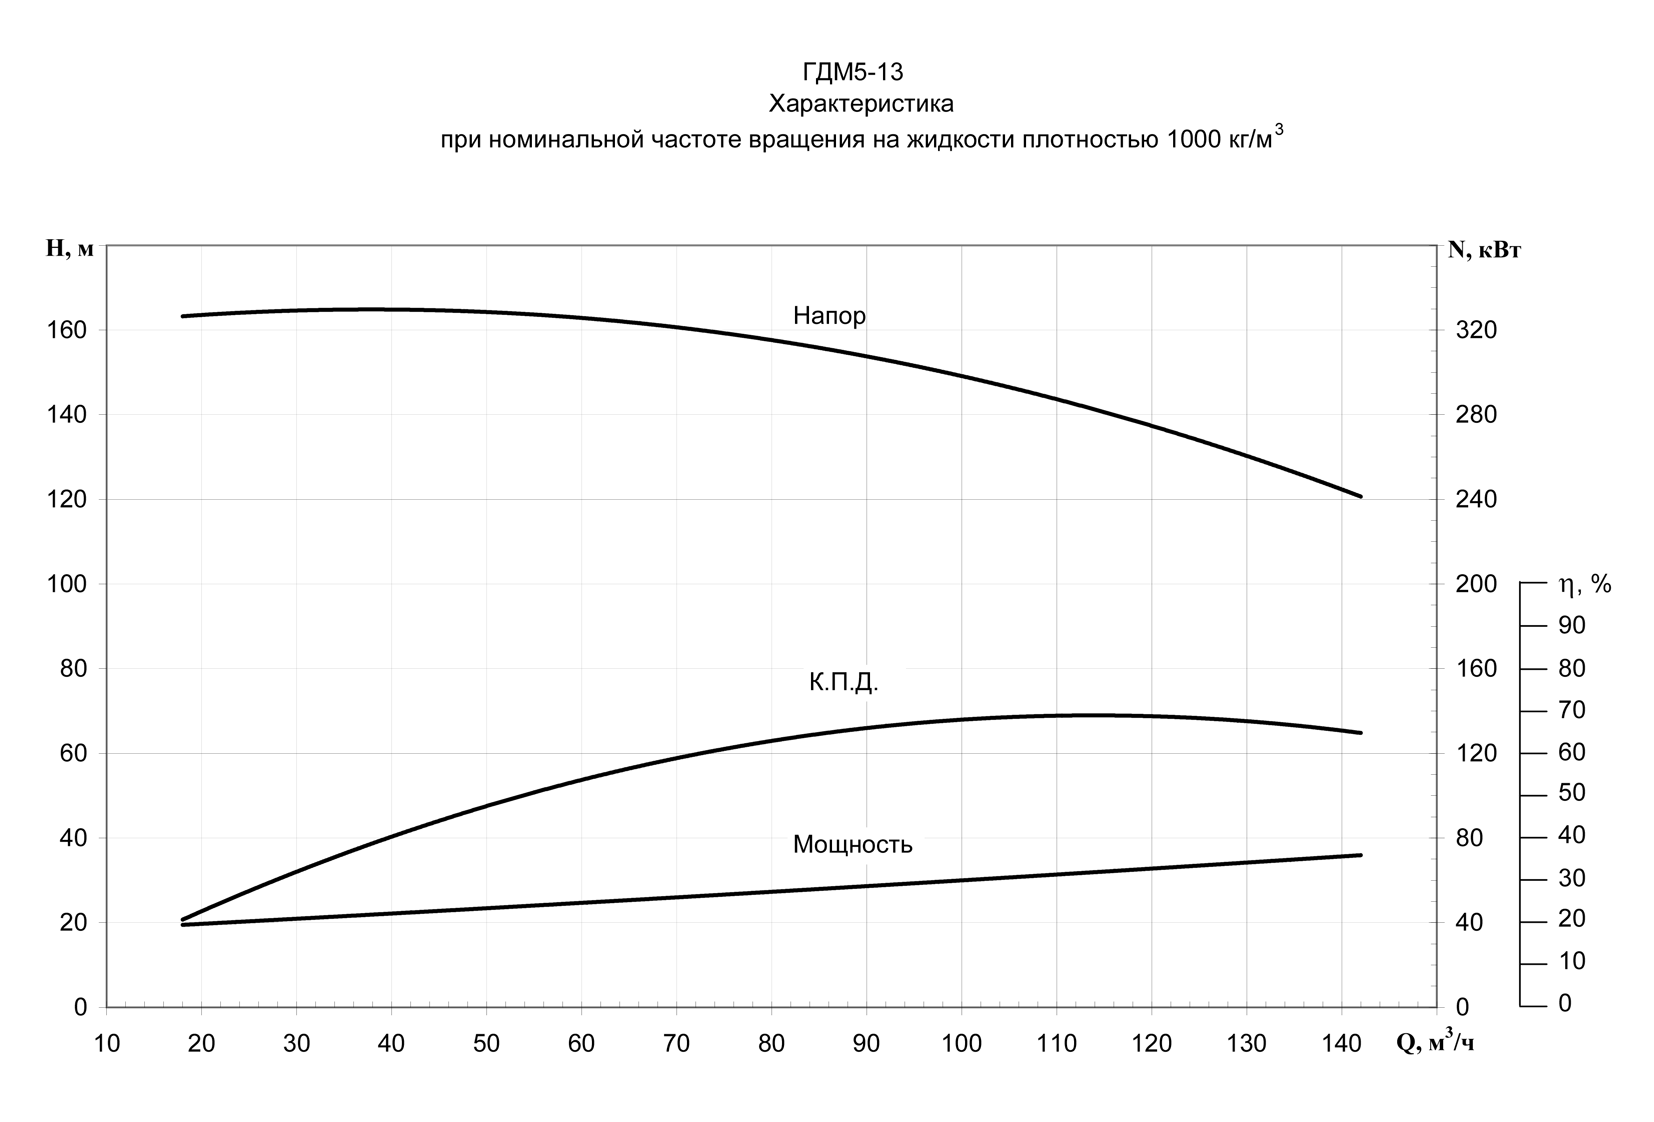 ГДМ5-13
Характеристика
при номинальной частоте вращения на жидкости плотностью 1000 кг/м³
Н, м
N, кВт
Напор
160
320
140
280
120
240
100
200
η, %
90
80
160
80
К.П.Д.
70
60
120
60
50
40
80
40
Мощность
30
20
40
20
10
0
0
0
10 20 30 40 50 60 70 80 90 100 110 120 130 140 Q, м³/ч